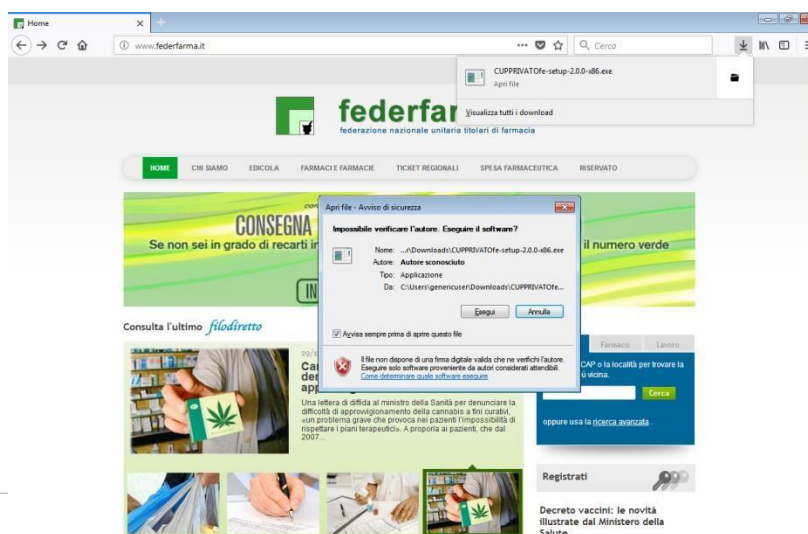 Home
www.federfarma.it
Cerca
CUPPRIVATOfe-setup-2.0.0-x86.exe
Apri file
Visualizza tutti i download
federfar
federazione nazionale unitaria titolari di farmacia
HOME CHI SIAMO EDICOLA FARMACI E FARMACIE TICKET REGIONALI SPESA FARMACEUTICA RISERVATO
CONSEGNA
Se non sei in grado di recarti in
il numero verde
Apri file - Avviso di sicurezza
Impossibile verificare l'autore. Eseguire il software?
Nome: ...r\Downloads\CUPPRIVATOfe-setup-2.0.0-x86.exe
Autore: Autore sconosciuto
Tipo: Applicazione
Da: C:\Users\genericuser\Downloads\CUPPRIVATOfe...
Esegui Annulla
Avvisa sempre prima di aprire questo file
Il file non dispone di una firma digitale valida che ne verifichi l'autore.
Eseguire solo software proveniente da autori considerati attendibili.
Come determinare quale software eseguire
Consulta l'ultimo filodiretto
Una lettera di diffida al ministro della Sanità per denunciare la
difficoltà di approvvigionamento della cannabis a fini curativi,
«un problema grave che provoca nei pazienti l'impossibilità di
rispettare i piani terapeutici». A proporla ai pazienti, che dal
2007...
Farmaco Lavoro
CAP o la località per trovare la
ù vicina.
Cerca
oppure usa la ricerca avanzata.
Registrati
Decreto vaccini: le novità
illustrate dal Ministero della
Salute